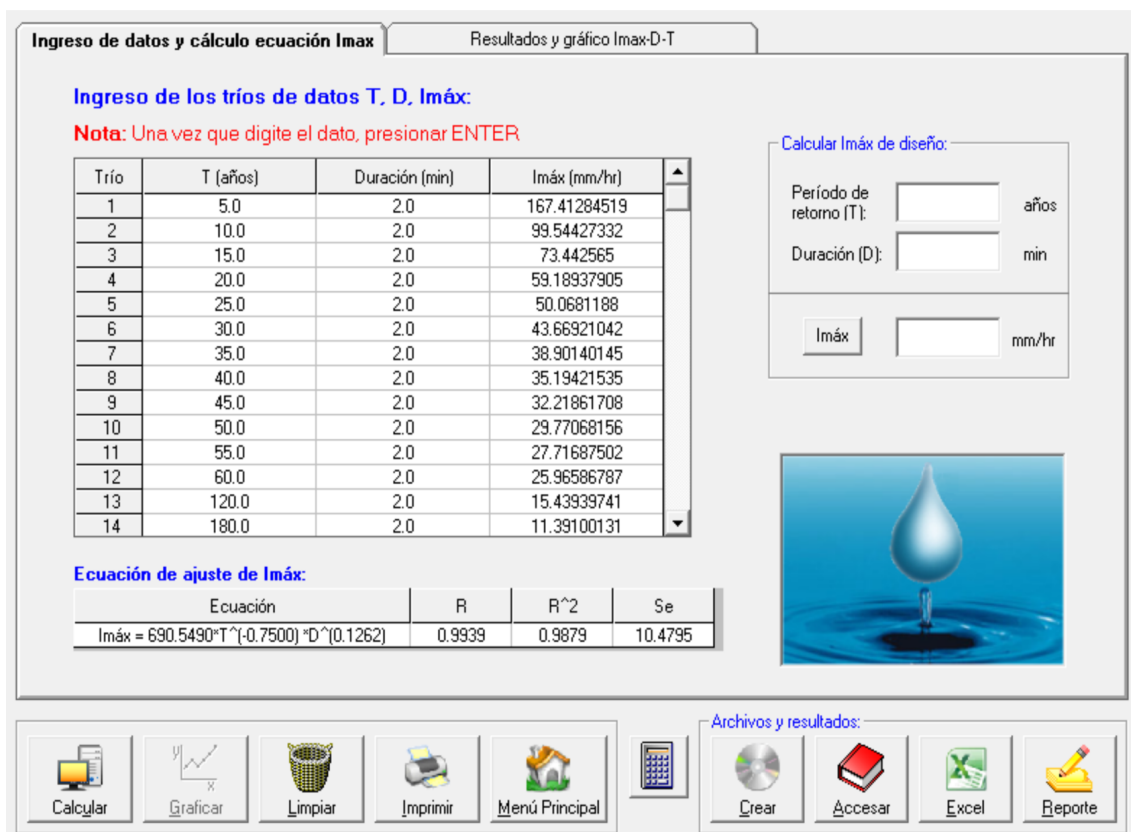 Ingreso de datos y cálculo ecuación Imax
Resultados y gráfico Imax-D-T
Ingreso de los tríos de datos T, D, Imáx:
Nota: Una vez que digite el dato, presionar ENTER
Trío T (años) Duración (min) Imáx (mm/hr)
1 5.0 2.0 167.41284519
2 10.0 2.0 99.54427332
3 15.0 2.0 73.442565
4 20.0 2.0 59.18937905
5 25.0 2.0 50.0681188
6 30.0 2.0 43.66921042
7 35.0 2.0 38.90140145
8 40.0 2.0 35.19421535
9 45.0 2.0 32.21861708
10 50.0 2.0 29.77068156
11 55.0 2.0 27.71687502
12 60.0 2.0 25.96586787
13 120.0 2.0 15.43939741
14 180.0 2.0 11.39100131
Calcular Imáx de diseño:
Período de
retorno (T): años
Duración (D): min
Imáx mm/hr
Ecuación de ajuste de Imáx:
Ecuación R R^2 Se
Imáx = 690.5490*T^(-0.7500) *D^(0.1262) 0.9939 0.9879 10.4795
Archivos y resultados:
y
x
Calcular Graficar Limpiar Imprimir Menú Principal Crear Accesar Excel Reporte